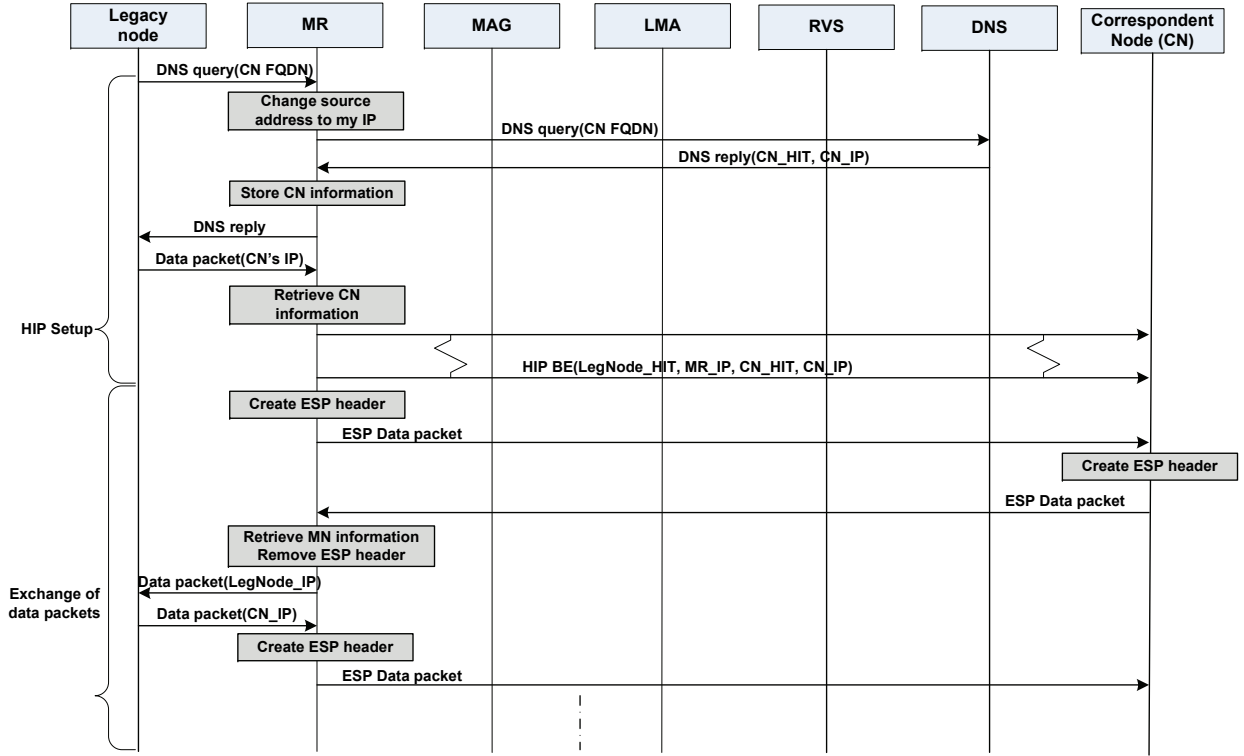 Legacy
node
MR
MAG
LMA
RVS
DNS
Correspondent
Node (CN)
DNS query(CN FQDN)
Change source
address to my IP
DNS query(CN FQDN)
DNS reply(CN_HIT, CN_IP)
Store CN information
DNS reply
Data packet(CN's IP)
Retrieve CN
information
HIP Setup
HIP BE(LegNode_HIT, MR_IP, CN_HIT, CN_IP)
Create ESP header
ESP Data packet
Create ESP header
ESP Data packet
Retrieve MN information
Remove ESP header
Data packet(LegNode_IP)
Exchange of
data packets
Data packet(CN_IP)
Create ESP header
ESP Data packet